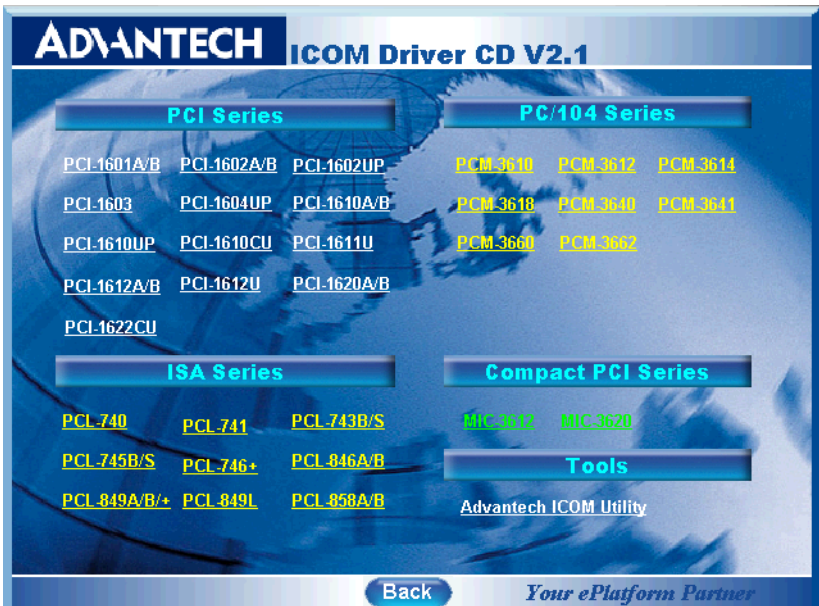 ADVANTECH ICOM Driver CD V2.1
PCI Series
PCI-1601A/B PCI-1602A/B PCI-1602UP
PCI-1603 PCI-1604UP PCI-1610A/B
PCI-1610UP PCI-1610CU PCI-1611U
PCI-1612A/B PCI-1612U PCI-1620A/B
PCI-1622CU
PC/104 Series
PCM-3610 PCM-3612 PCM-3614
PCM-3618 PCM-3640 PCM-3641
PCM-3660 PCM-3662
ISA Series
PCL-740 PCL-741 PCL-743B/S
PCL-745B/S PCL-746+ PCL-846A/B
PCL-849A/B/+ PCL-849L PCL-858A/B
Compact PCI Series
MIC-3612 MIC-3620
Tools
Advantech ICOM Utility
Back
Your ePlatform Partner